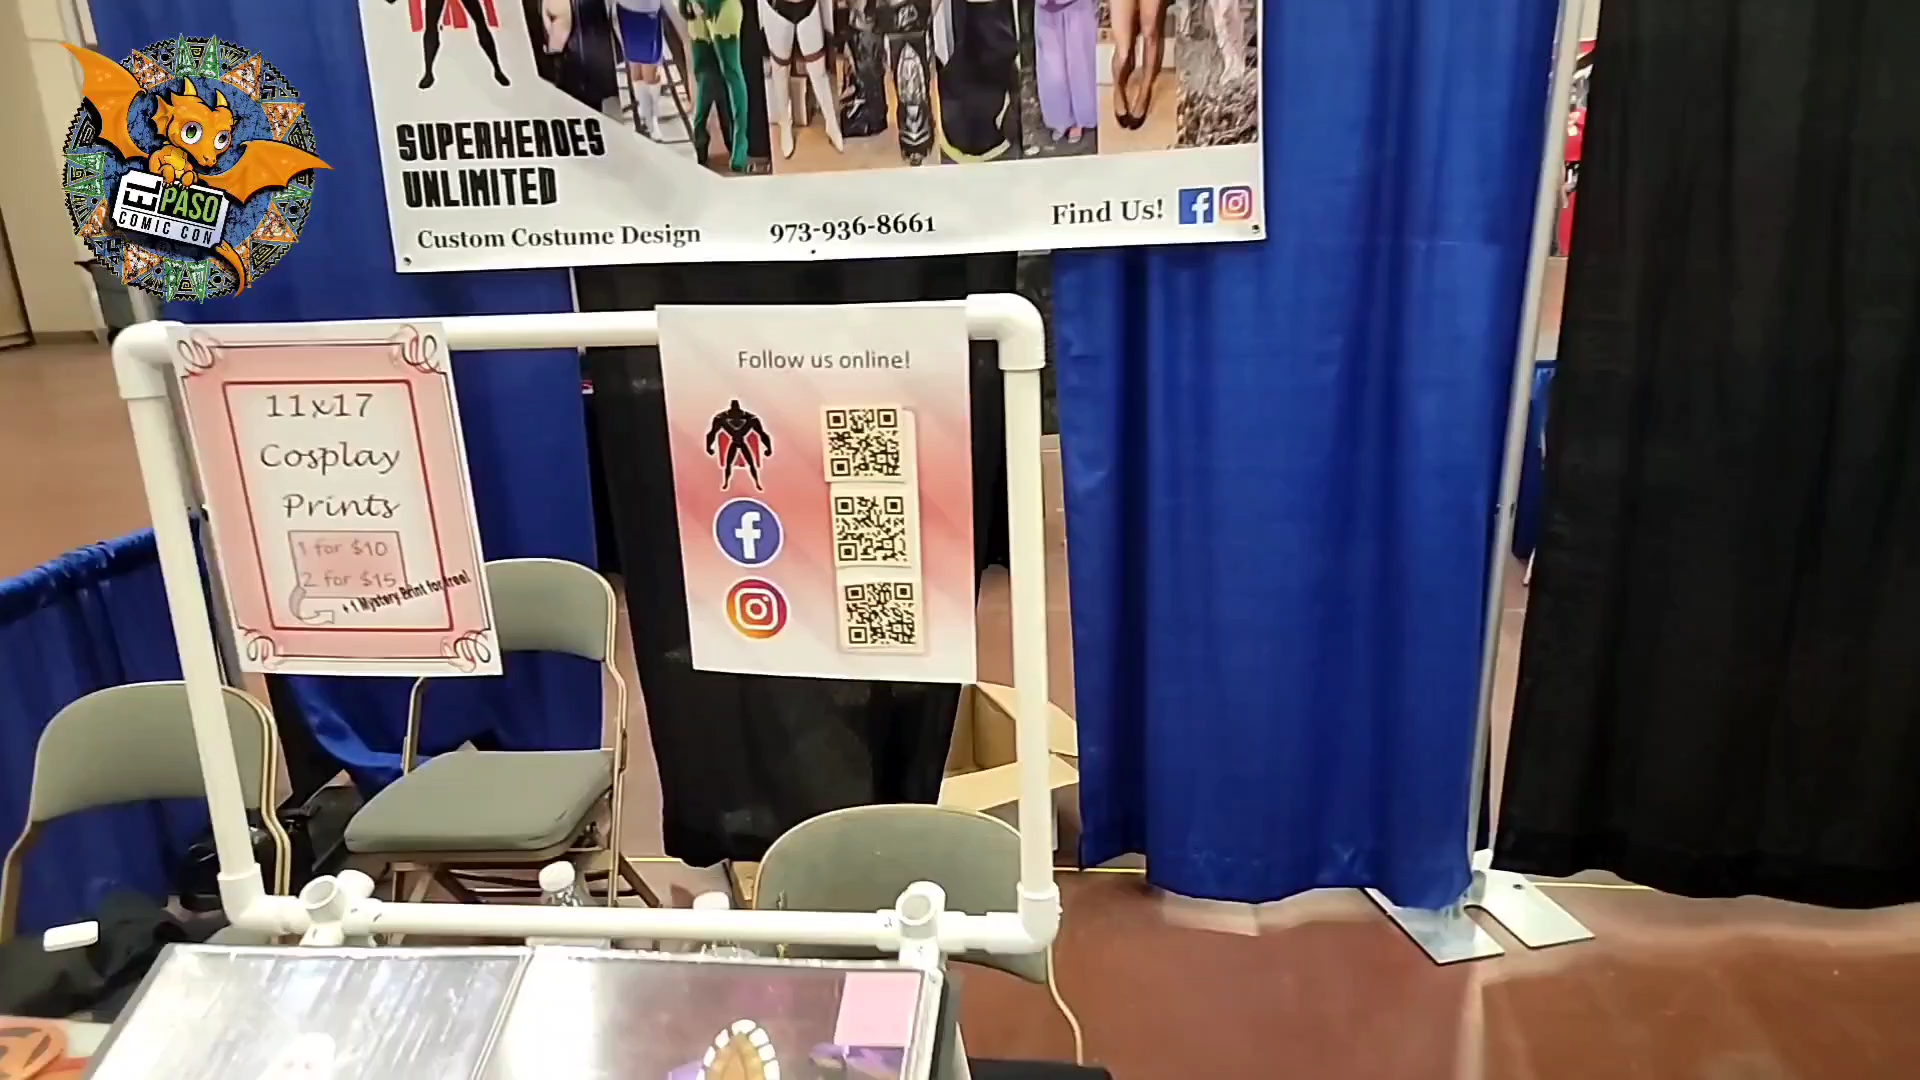 EL PASO
COMIC CON
SUPERHEROES
UNLIMITED
Custom Costume Design
973-936-8661
Find Us!
11x17
Cosplay
Prints
1 for $10
2 for $15
+1 Mystery Print for free!
Follow us online!